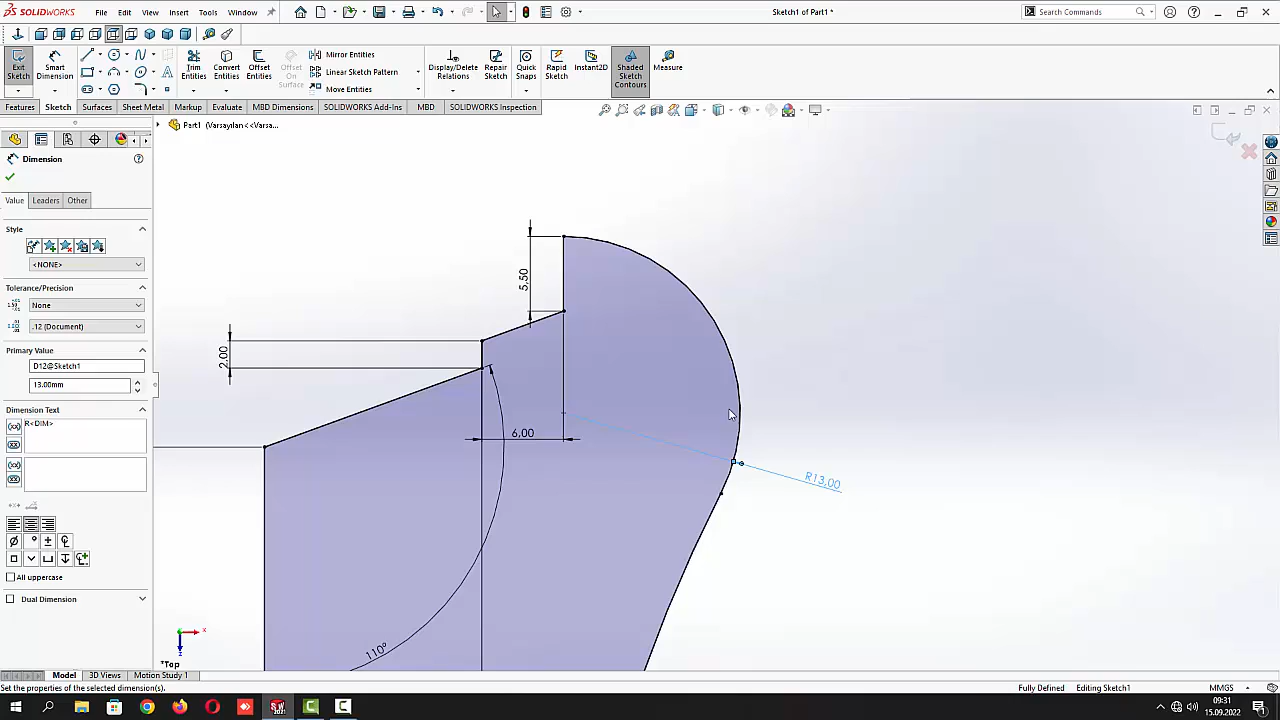 SOLIDWORKS
File
Edit
View
Insert
Tools
Window
Sketch1 of Part1 *
Search Commands
Exit Sketch
Smart Dimension
Trim Entities
Convert Entities
Offset Entities
Offset On Surface
Mirror Entities
Linear Sketch Pattern
Move Entities
Display/Delete Relations
Repair Sketch
Quick Snaps
Rapid Sketch
Instant2D
Shaded Sketch Contours
Measure
Features
Sketch
Surfaces
Sheet Metal
Markup
Evaluate
MBD Dimensions
SOLIDWORKS Add-Ins
MBD
SOLIDWORKS Inspection
Part1 (Varsayılan<<Varsa...
Dimension
Value
Leaders
Other
Style
<NONE>
Tolerance/Precision
None
.12 (Document)
Primary Value
D12@Sketch1
13.00mm
Dimension Text
R<DIM>
All uppercase
Dual Dimension
5,50
2,00
6,00
110°
R13,00
x
*Top
Model
3D Views
Motion Study 1
Set the properties of the selected dimension(s).
Fully Defined
Editing Sketch1
MMGS
09:31
15.09.2022